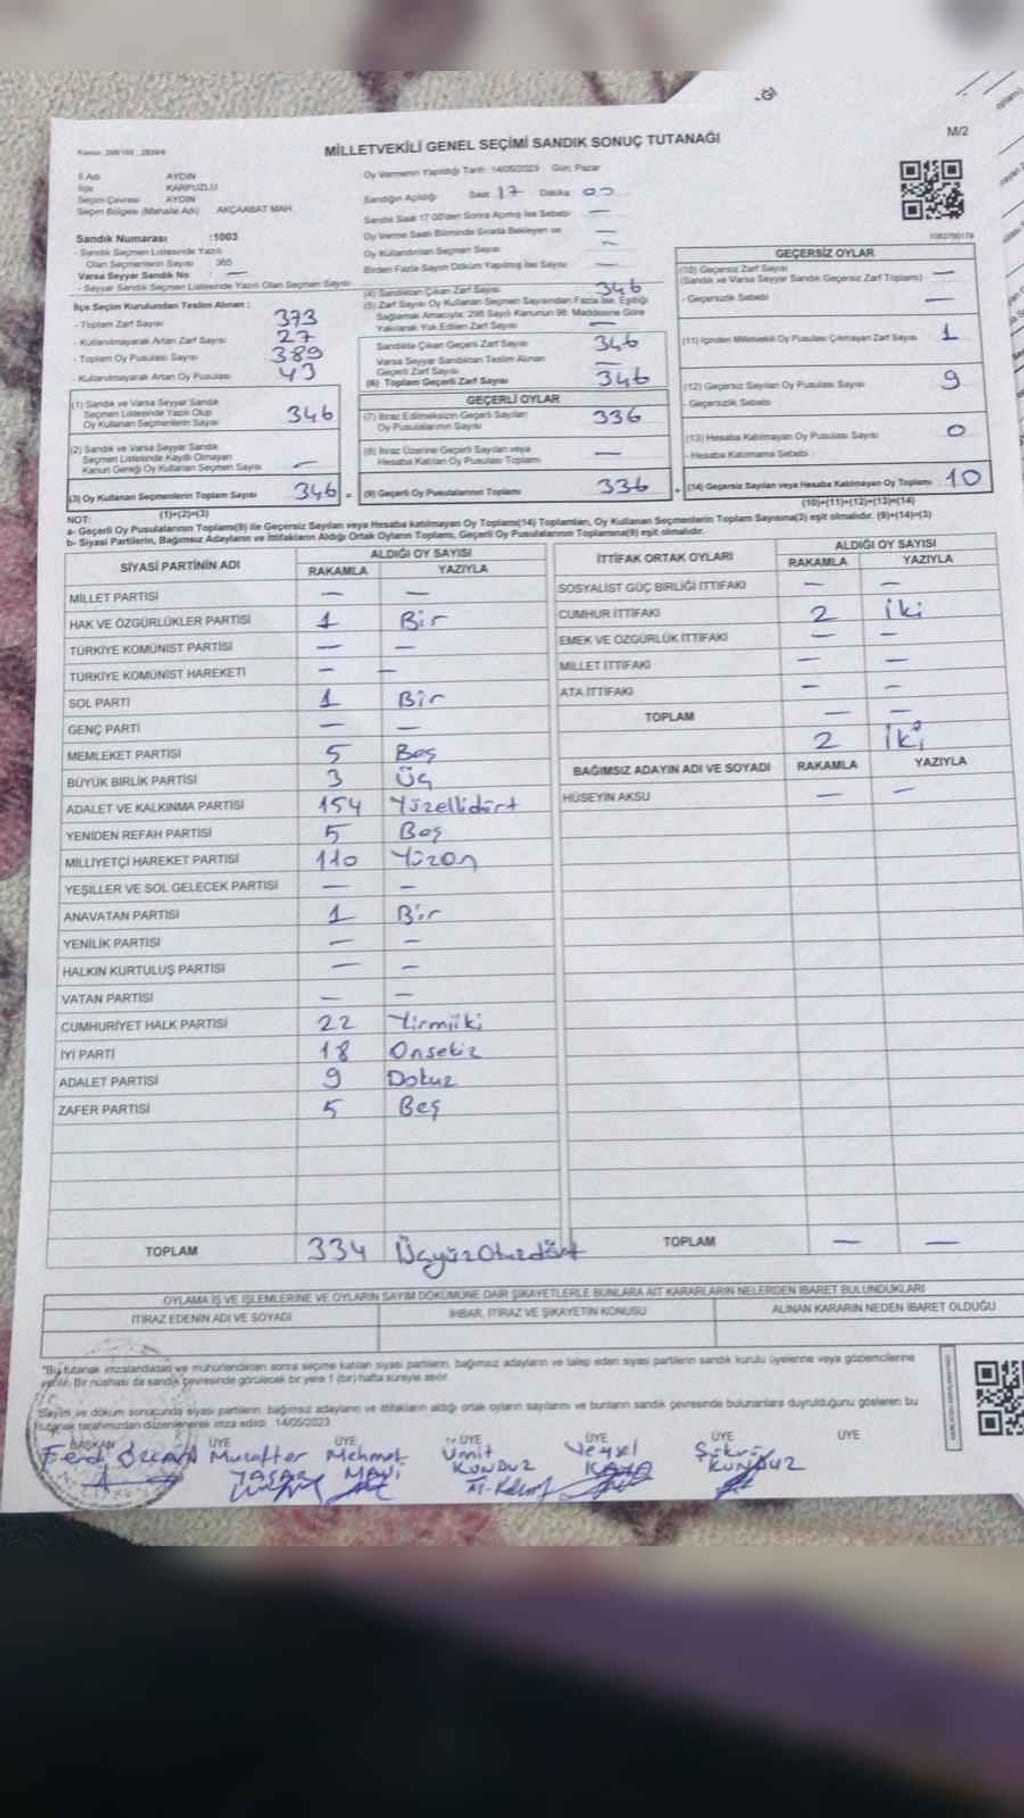 AĞI
M/2
MİLLETVEKİLİ GENEL SEÇİMİ SANDIK SONUÇ TUTANAĞI
İl Adı AYDIN
İlçe KARPUZLU
Seçim Çevresi AYDIN
Seçim Bölgesi (Mahalle Adı) AKÇAABAT MAH.
Oy Vermenin Yapıldığı Tarih: 14/05/2023 Gün: Pazar
Sandığın Açılışı Saat 17 Dakika 00
Sandık Saat 17.00'den Sonra Açılmış İse Sebebi —
Oy Verme Saati Bitiminde Sırada Bekleyen ve —
Oy Kullandırılan Seçmen Sayısı —
Birden Fazla Sayım Döküm Yapılmış İse Sayısı
Sandık Numarası :1003
- Sandık Seçmen Listesinde Yazılı
Olan Seçmenlerin Sayısı : 365
Varsa Seyyar Sandık No : —
- Seyyar Sandık Seçmen Listesinde Yazılı Olan Seçmen Sayısı
İlçe Seçim Kurulundan Teslim Alınan :
- Toplam Zarf Sayısı 373
- Kullanılmayarak Artan Zarf Sayısı 27
- Toplam Oy Pusulası Sayısı 389
- Kullanılmayarak Artan Oy Pusulası 43
(1) Sandık ve Varsa Seyyar Sandık
Seçmen Listesinde Yazılı Olup
Oy Kullanan Seçmenlerin Sayısı 346
(2) Sandık ve Varsa Seyyar Sandık
Seçmen Listesinde Kayıtlı Olmayan
Kanun Gereği Oy Kullanan Seçmen Sayısı —
(3) Oy Kullanan Seçmenlerin Toplam Sayısı 346 =
(1)+(2)=(3)
(4) Sandıktan Çıkan Zarf Sayısı 346
(5) Zarf Sayısı Oy Kullanan Seçmen Sayısından Fazla İse, Eşitliği
Sağlamak Amacıyla; 298 Sayılı Kanunun 98. Maddesine Göre
Yakılarak Yok Edilen Zarf Sayısı —
Sandıkta Çıkan Geçerli Zarf Sayısı 346
Varsa Seyyar Sandıktan Teslim Alınan
Geçerli Zarf Sayısı —
(6) Toplam Geçerli Zarf Sayısı 346
GEÇERLİ OYLAR
(7) İtiraz Edilmeksizin Geçerli Sayılan
Oy Pusulalarının Sayısı 336
(8) İtiraz Üzerine Geçerli Sayılan veya
Hesaba Katılan Oy Pusulası Toplamı —
(9) Geçerli Oy Pusulalarının Toplamı 336 +
GEÇERSİZ OYLAR
(10) Geçersiz Zarf Sayısı
(Sandık ve Varsa Seyyar Sandık Geçersiz Zarf Toplamı) —
- Geçersizlik Sebebi —
(11) İçinden Milletvekili Oy Pusulası Çıkmayan Zarf Sayısı 1
(12) Geçersiz Sayılan Oy Pusulası Sayısı 9
- Geçersizlik Sebebi
(13) Hesaba Katılmayan Oy Pusulası Sayısı 0
- Hesaba Katılmama Sebebi
(14) Geçersiz Sayılan veya Hesaba Katılmayan Oy Toplamı 10
(10)+(11)+(12)+(13)=(14)
NOT:
a- Geçerli Oy Pusulalarının Toplamı(9) ile Geçersiz Sayılan veya Hesaba katılmayan Oy Toplamı(14) Toplamları, Oy Kullanan Seçmenlerin Toplam Sayısına(3) eşit olmalıdır. (9)+(14)=(3)
b- Siyasi Partilerin, Bağımsız Adayların ve İttifakların Aldığı Ortak Oyların Toplamı, Geçerli Oy Pusulalarının Toplamına(9) eşit olmalıdır.
SİYASİ PARTİNİN ADI ALDIĞI OY SAYISI
RAKAMLA YAZIYLA
MİLLET PARTİSİ — —
HAK VE ÖZGÜRLÜKLER PARTİSİ 1 Bir
TÜRKİYE KOMÜNİST PARTİSİ — —
TÜRKİYE KOMÜNİST HAREKETİ — —
SOL PARTİ 1 Bir
GENÇ PARTİ — —
MEMLEKET PARTİSİ 5 Beş
BÜYÜK BİRLİK PARTİSİ 3 Üç
ADALET VE KALKINMA PARTİSİ 154 Yüzellidört
YENİDEN REFAH PARTİSİ 5 Beş
MİLLİYETÇİ HAREKET PARTİSİ 110 Yüzon
YEŞİLLER VE SOL GELECEK PARTİSİ — —
ANAVATAN PARTİSİ 1 Bir
YENİLİK PARTİSİ — —
HALKIN KURTULUŞ PARTİSİ — —
VATAN PARTİSİ — —
CUMHURİYET HALK PARTİSİ 22 Yirmiiki
İYİ PARTİ 18 Onsekiz
ADALET PARTİSİ 9 Dokuz
ZAFER PARTİSİ 5 Beş
TOPLAM 334 ÜçyüzOtuzdört
İTTİFAK ORTAK OYLARI ALDIĞI OY SAYISI
RAKAMLA YAZIYLA
SOSYALİST GÜÇ BİRLİĞİ İTTİFAKI — —
CUMHUR İTTİFAKI 2 iki
EMEK VE ÖZGÜRLÜK İTTİFAKI — —
MİLLET İTTİFAKI — —
ATA İTTİFAKI — —
TOPLAM — —
2 iki
BAĞIMSIZ ADAYIN ADI VE SOYADI RAKAMLA YAZIYLA
HÜSEYİN AKSU — —
TOPLAM — —
OYLAMA İŞ VE İŞLEMLERİNE VE OYLARIN SAYIM DÖKÜMÜNE DAİR ŞİKAYETLERLE BUNLARA AİT KARARLARIN NELERDEN İBARET BULUNDUKLARI
İTİRAZ EDENİN ADI VE SOYADI İHBAR, İTİRAZ VE ŞİKAYETİN KONUSU ALINAN KARARIN NEDEN İBARET OLDUĞU
*Bu tutanak imzalandıktan ve mühürlendikten sonra seçime katılan siyasi partilerin, bağımsız adayların ve talep eden siyasi partilerin sandık kurulu üyelerine veya gözlemcilerine
verilir. Bir nüshası da sandık çevresinde görülecek bir yere 1 (bir) hafta süreyle asılır.
Sayım ve döküm sonucunda siyasi partilerin, bağımsız adayların ve ittifakların aldığı ortak oyların sayılarını ve bunların sandık çevresinde bulunanlara duyurulduğunu gösteren bu
tutanak tarafımızdan düzenlenerek imza edildi. 14/05/2023
BAŞKAN ÜYE ÜYE ÜYE ÜYE ÜYE ÜYE
Ferdi Özcan Muzaffer Mehmet Ümit Veysel Şükrü
YAŞAR MAVİ KUNDUZ KAYA KUNDUZ